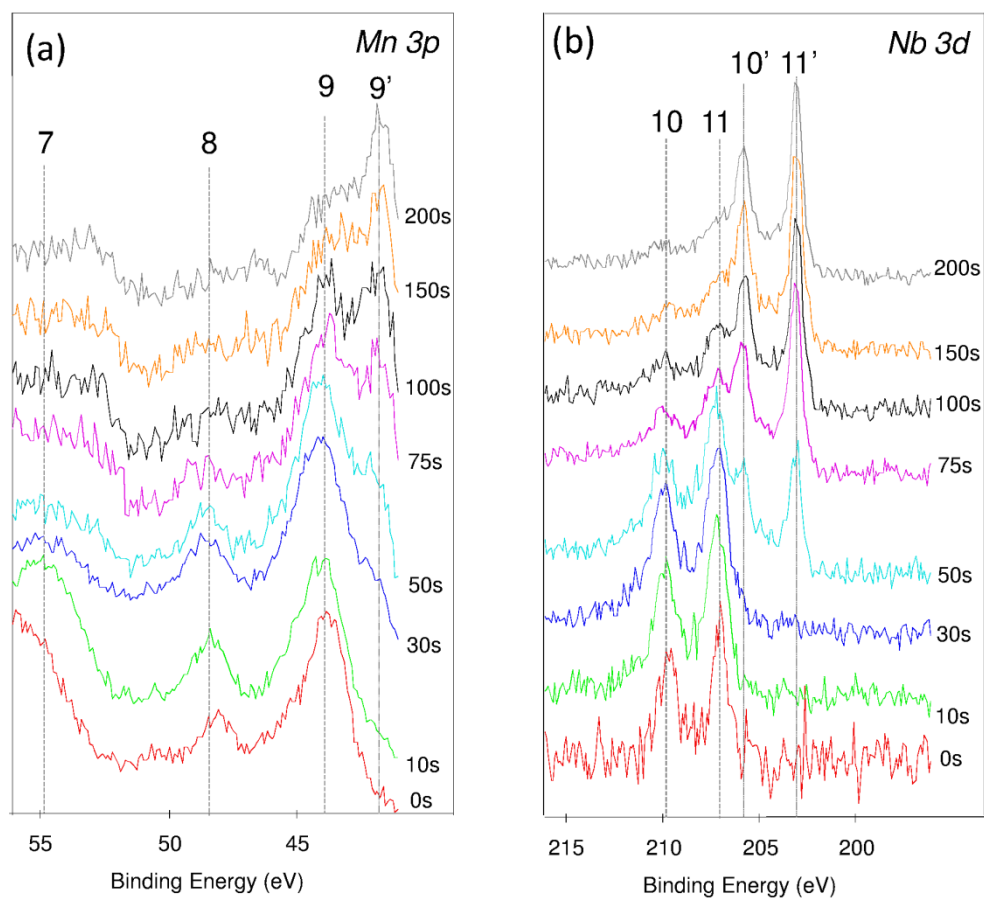 (a)
Mn 3p
7
8
9
9’
200s
150s
100s
75s
50s
30s
10s
0s
55
50
45
Binding Energy (eV)
(b)
Nb 3d
10’
11’
10
11
200s
150s
100s
75s
50s
30s
10s
0s
215
210
205
200
Binding Energy (eV)